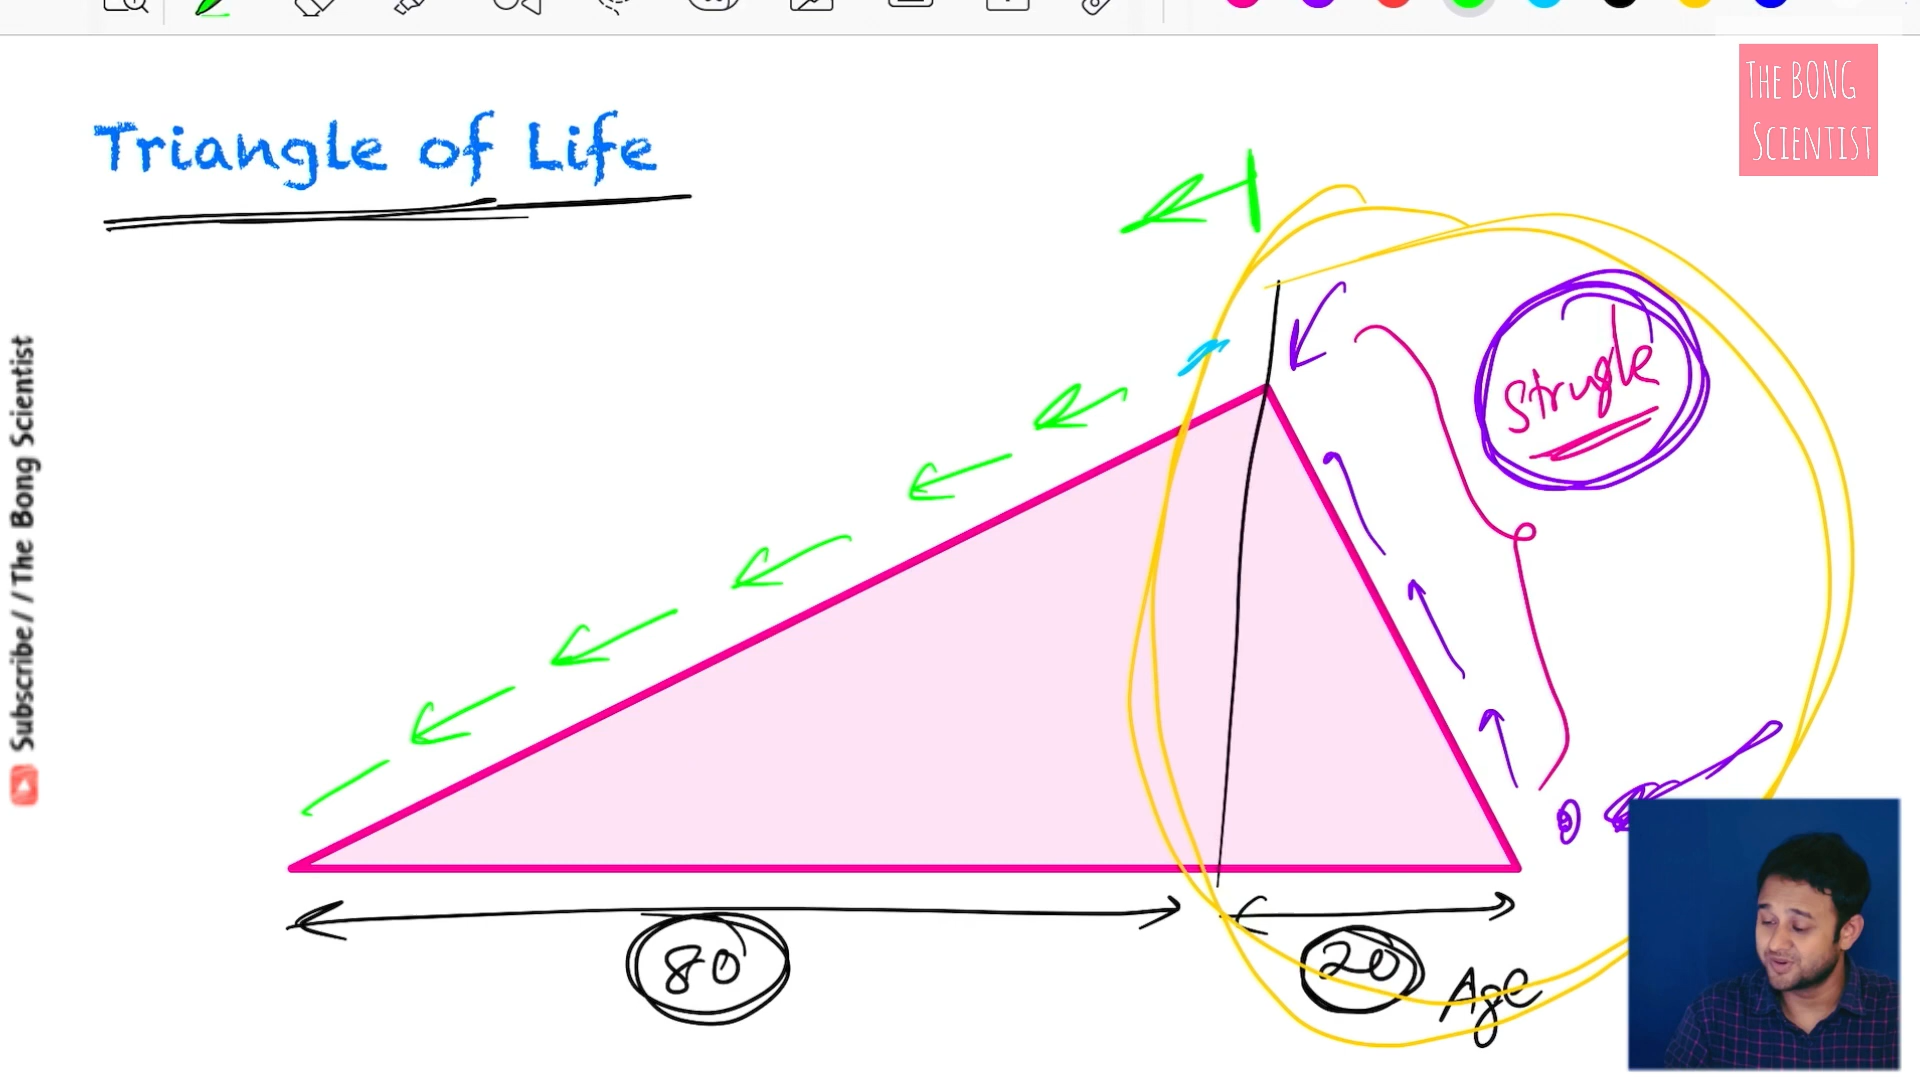 THE BONG
SCIENTIST
Triangle of Life
Strugle
Subscribe//The Bong Scientist
80
20
Age